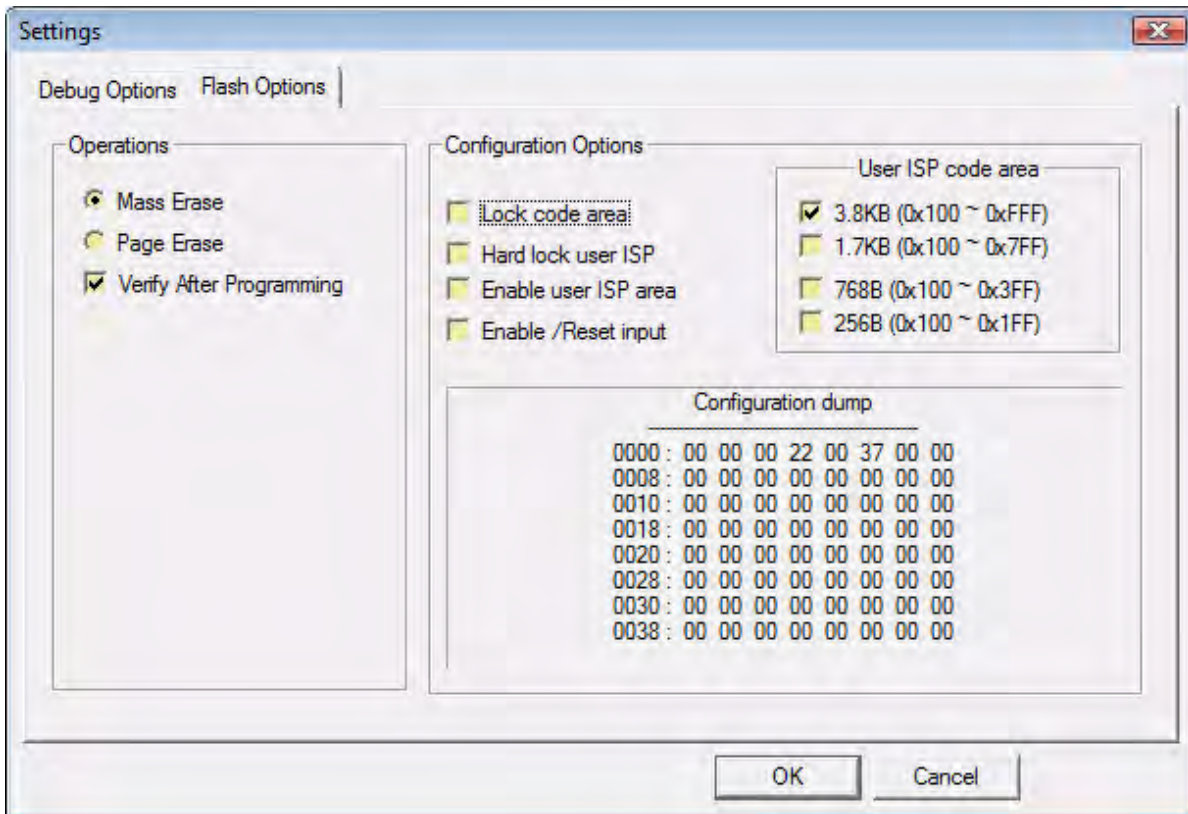 Settings
Debug Options Flash Options
Operations
Mass Erase
Page Erase
Verify After Programming
Configuration Options
Lock code area
Hard lock user ISP
Enable user ISP area
Enable /Reset input
User ISP code area
3.8KB (0x100 ~ 0xFFF)
1.7KB (0x100 ~ 0x7FF)
768B (0x100 ~ 0x3FF)
256B (0x100 ~ 0x1FF)
Configuration dump
0000 : 00 00 00 22 00 37 00 00
0008 : 00 00 00 00 00 00 00 00
0010 : 00 00 00 00 00 00 00 00
0018 : 00 00 00 00 00 00 00 00
0020 : 00 00 00 00 00 00 00 00
0028 : 00 00 00 00 00 00 00 00
0030 : 00 00 00 00 00 00 00 00
0038 : 00 00 00 00 00 00 00 00
OK Cancel